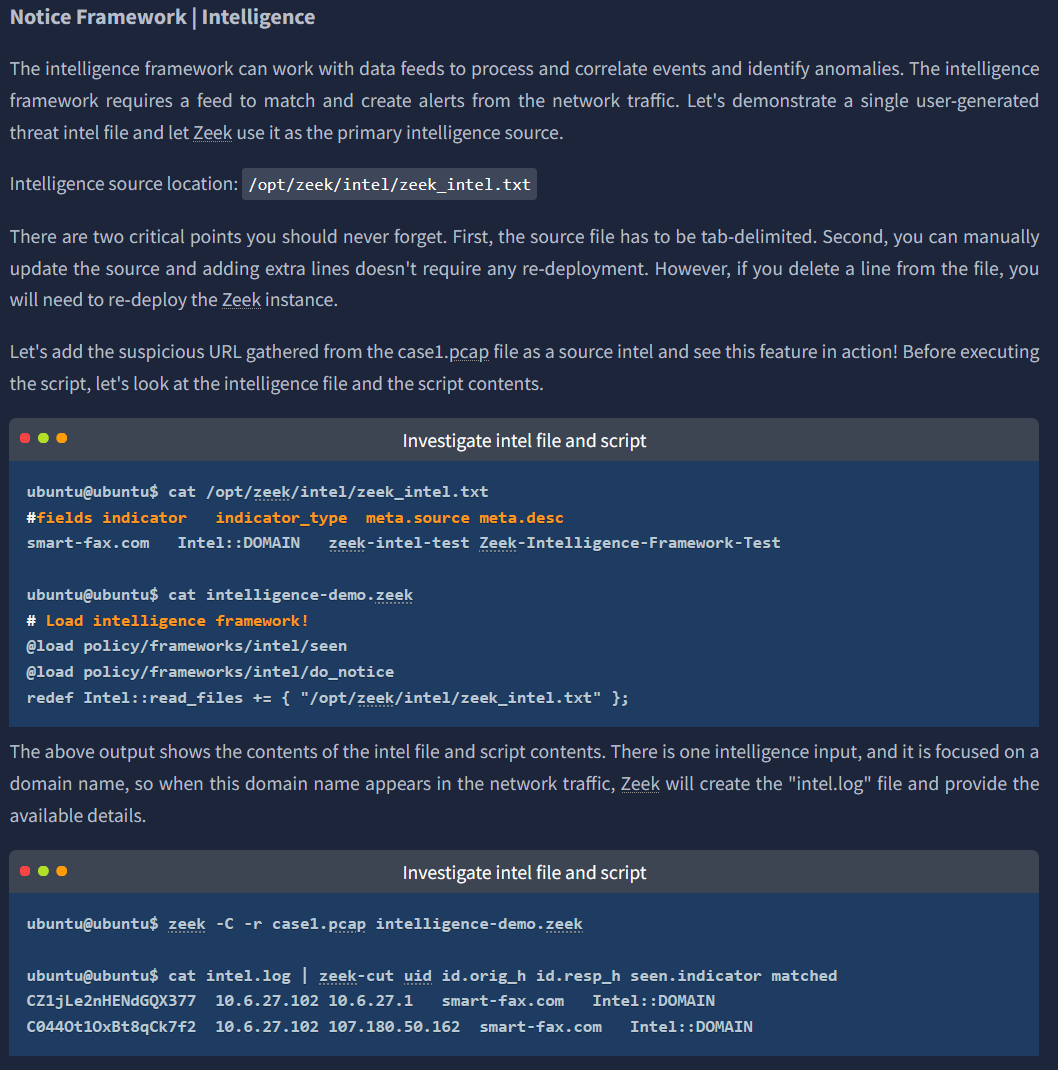 Notice Framework | Intelligence
The intelligence framework can work with data feeds to process and correlate events and identify anomalies. The intelligence
framework requires a feed to match and create alerts from the network traffic. Let's demonstrate a single user-generated
threat intel file and let Zeek use it as the primary intelligence source.
Intelligence source location: /opt/zeek/intel/zeek_intel.txt
There are two critical points you should never forget. First, the source file has to be tab-delimited. Second, you can manually
update the source and adding extra lines doesn't require any re-deployment. However, if you delete a line from the file, you
will need to re-deploy the Zeek instance.
Let's add the suspicious URL gathered from the case1.pcap file as a source intel and see this feature in action! Before executing
the script, let's look at the intelligence file and the script contents.
Investigate intel file and script
ubuntu@ubuntu$ cat /opt/zeek/intel/zeek_intel.txt
#fields indicator   indicator_type  meta.source meta.desc
smart-fax.com   Intel::DOMAIN   zeek-intel-test Zeek-Intelligence-Framework-Test
ubuntu@ubuntu$ cat intelligence-demo.zeek
# Load intelligence framework!
@load policy/frameworks/intel/seen
@load policy/frameworks/intel/do_notice
redef Intel::read_files += { "/opt/zeek/intel/zeek_intel.txt" };
The above output shows the contents of the intel file and script contents. There is one intelligence input, and it is focused on a
domain name, so when this domain name appears in the network traffic, Zeek will create the "intel.log" file and provide the
available details.
Investigate intel file and script
ubuntu@ubuntu$ zeek -C -r case1.pcap intelligence-demo.zeek
ubuntu@ubuntu$ cat intel.log | zeek-cut uid id.orig_h id.resp_h seen.indicator matched
CZ1jLe2nHENdGQX377  10.6.27.102 10.6.27.1   smart-fax.com   Intel::DOMAIN
C044Ot1OxBt8qCk7f2  10.6.27.102 107.180.50.162  smart-fax.com   Intel::DOMAIN